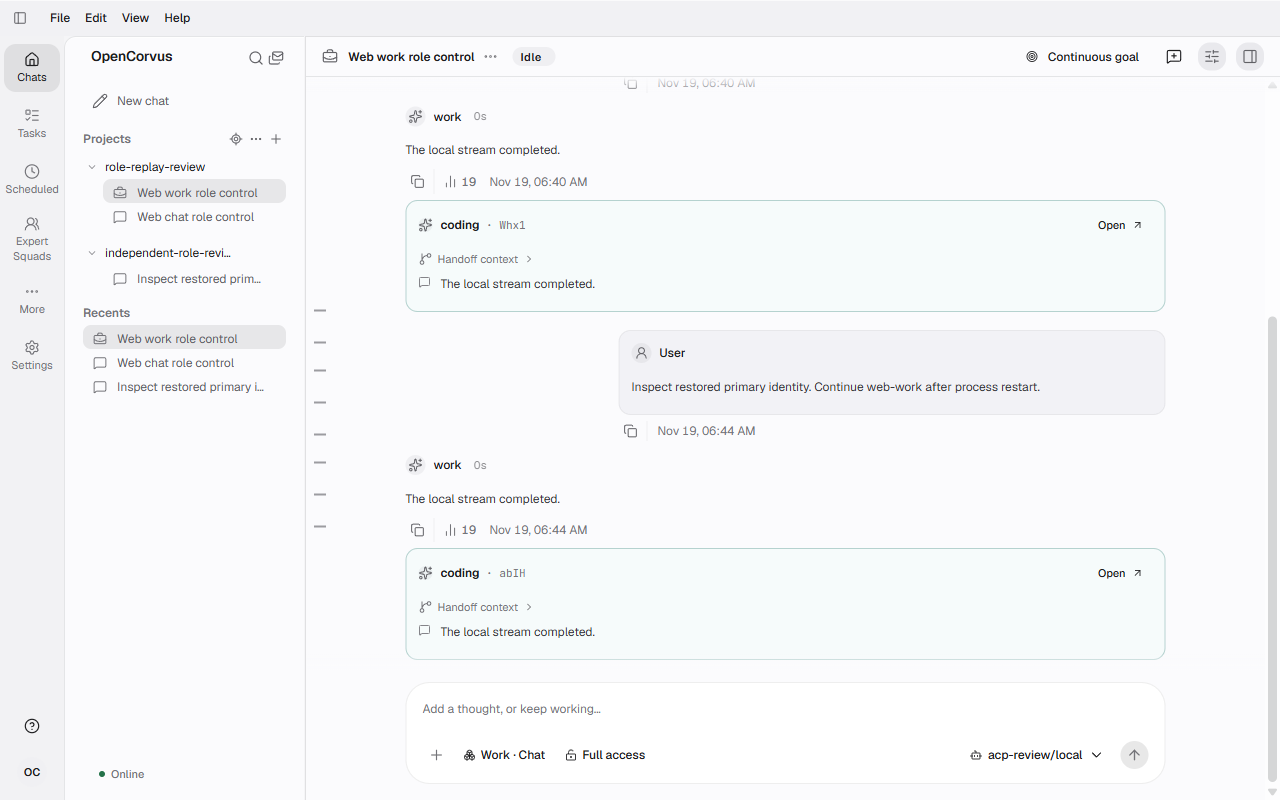 File Edit View Help
OpenCorvus
Chats
Tasks
Scheduled
Expert
Squads
More
Settings
OC
New chat
Projects
role-replay-review
Web work role control
Web chat role control
independent-role-revi…
Inspect restored prim…
Recents
Web work role control
Web chat role control
Inspect restored primary i…
Online
Web work role control
Idle
Continuous goal
Nov 19, 06:40 AM
work 0s
The local stream completed.
19 Nov 19, 06:40 AM
coding · Whx1
Open
Handoff context
The local stream completed.
User
Inspect restored primary identity. Continue web-work after process restart.
Nov 19, 06:44 AM
work 0s
The local stream completed.
19 Nov 19, 06:44 AM
coding · abIH
Open
Handoff context
The local stream completed.
Add a thought, or keep working…
Work · Chat
Full access
acp-review/local